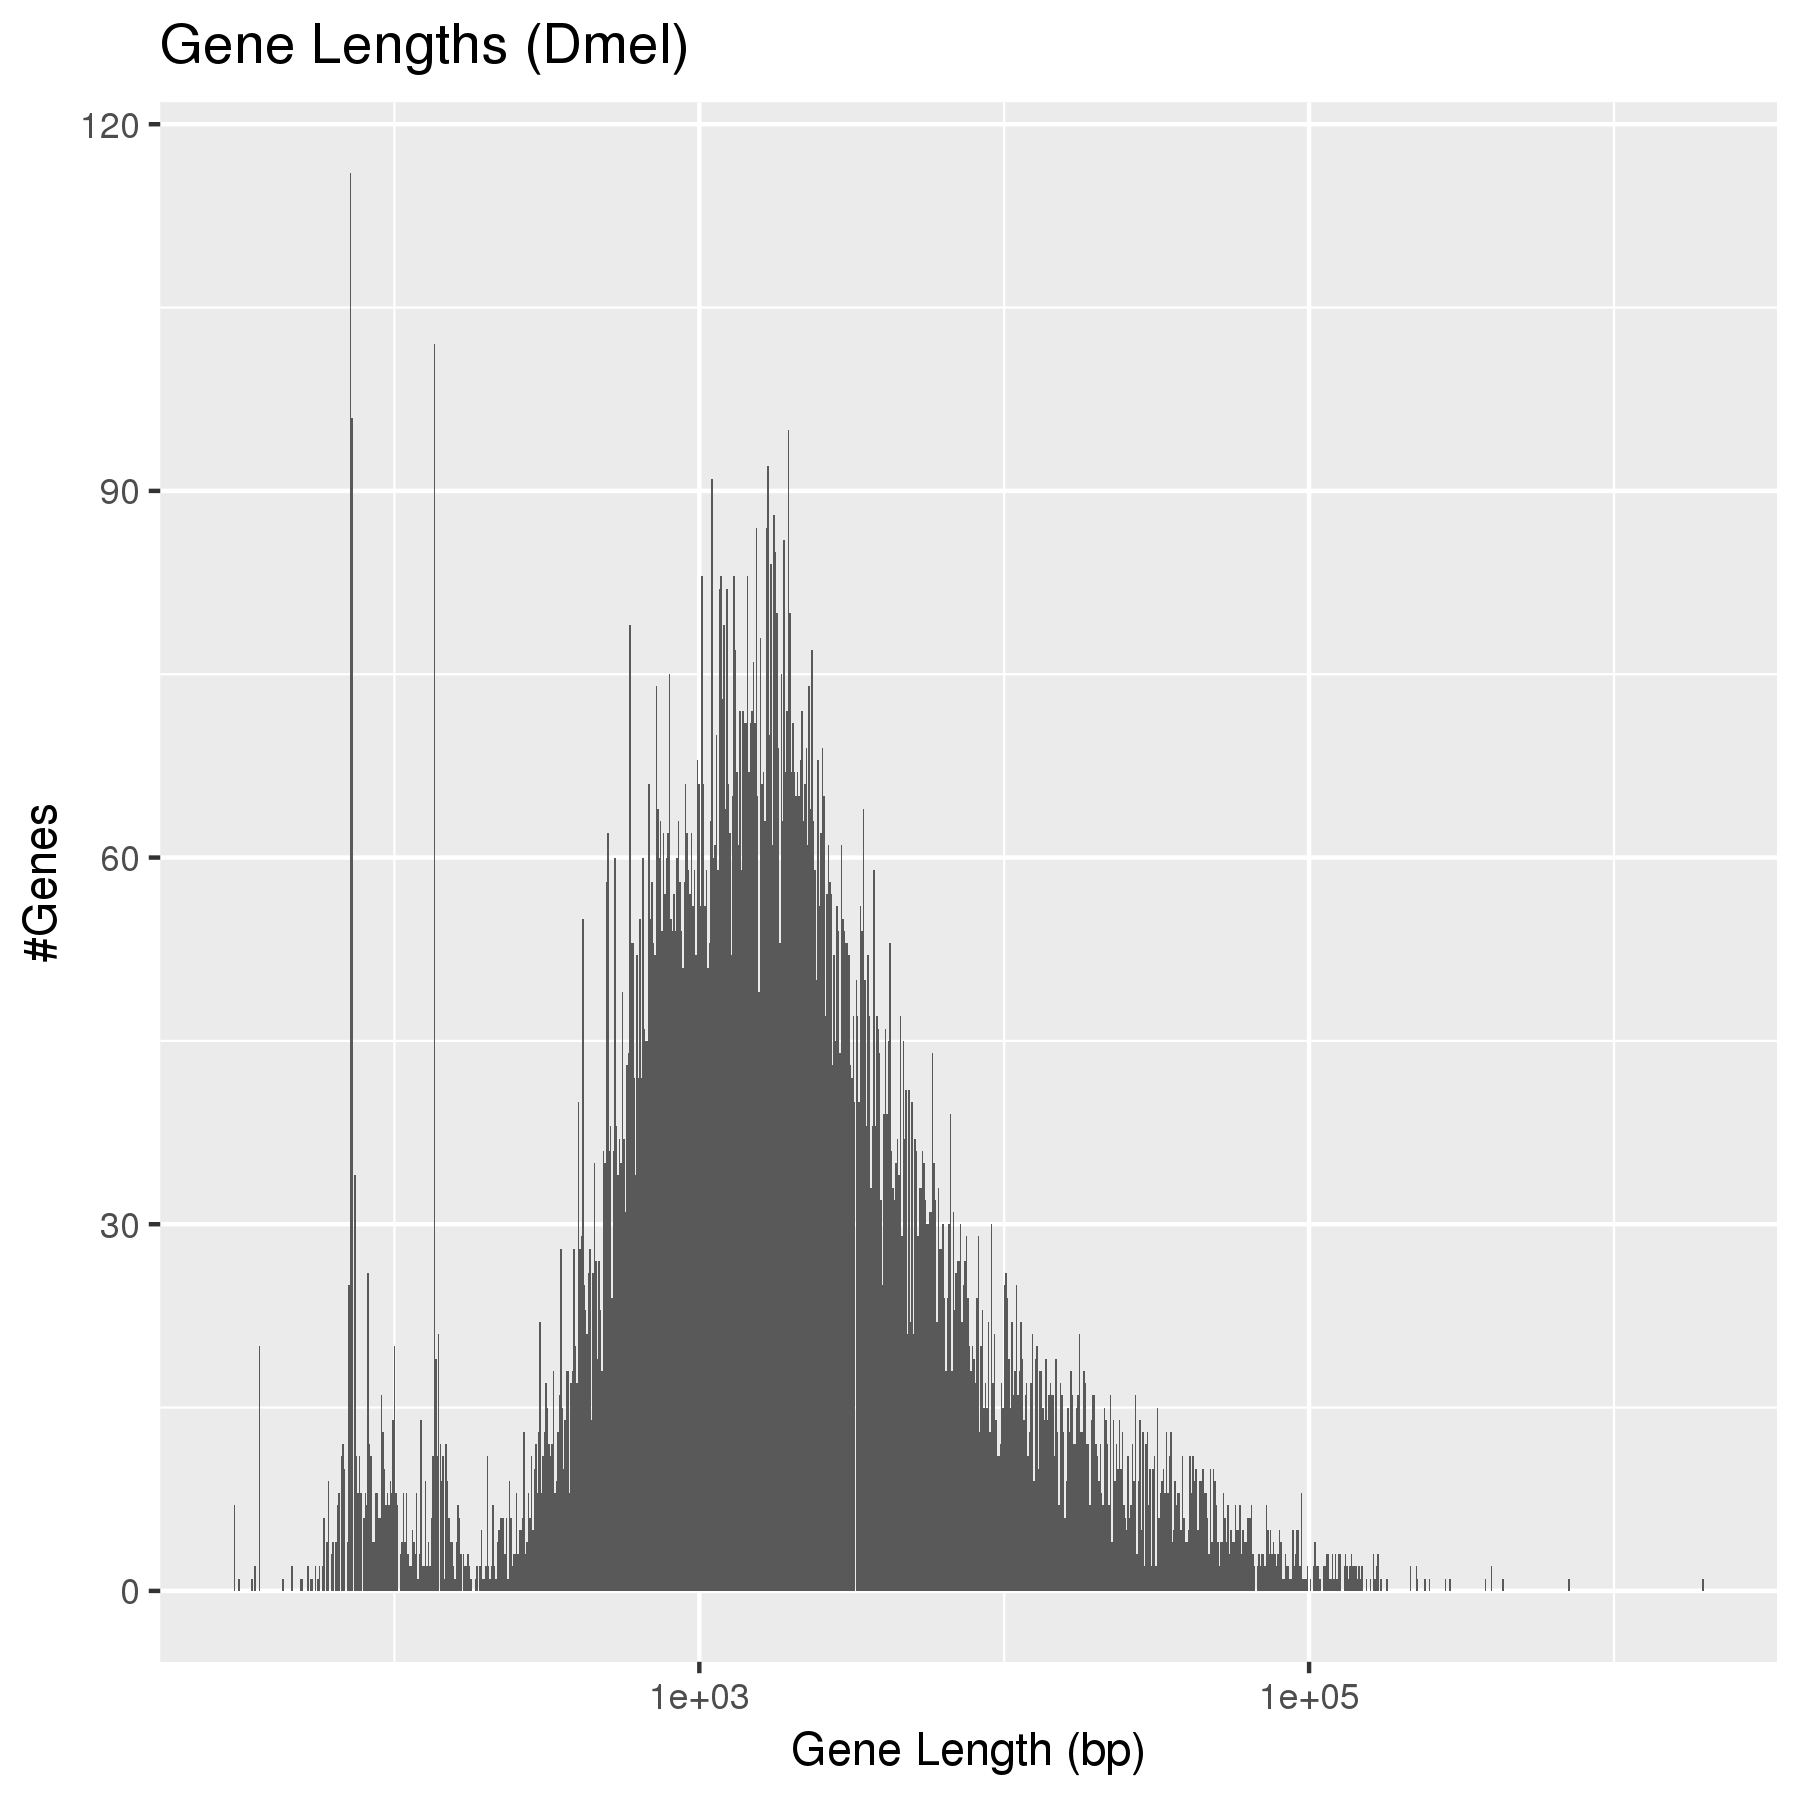 Gene Lengths (Dmel)
120
90
60
30
0
#Genes
1e+03
1e+05
Gene Length (bp)